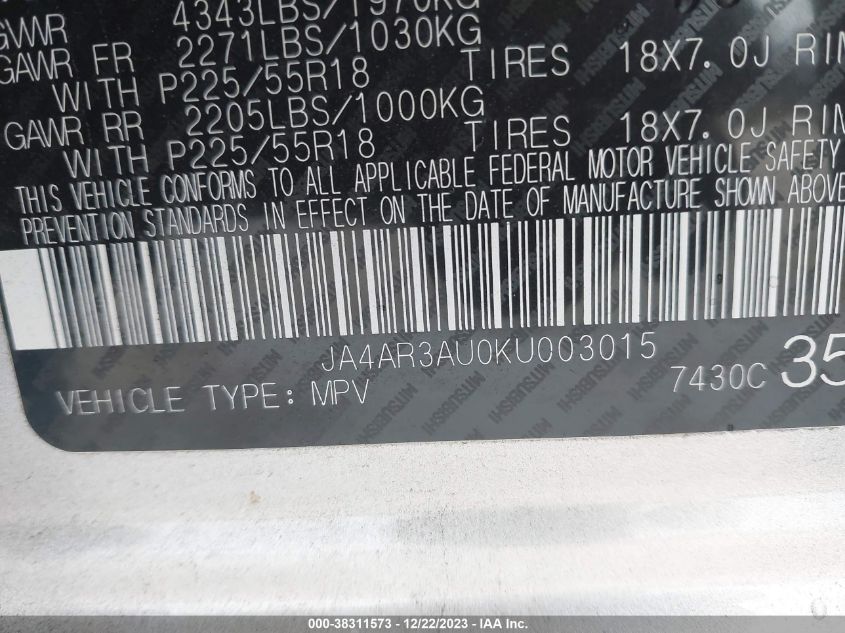 GVWR 4343LBS/1970KG
GAWR FR 2271LBS/1030KG
WITH P225/55R18 TIRES 18X7.0J RIM
GAWR RR 2205LBS/1000KG
WITH P225/55R18 TIRES 18X7.0J RIM
THIS VEHICLE CONFORMS TO ALL APPLICABLE FEDERAL MOTOR VEHICLE SAFETY
PREVENTION STANDARDS IN EFFECT ON THE DATE OF MANUFACTURE SHOWN ABOVE
JA4AR3AU0KU003015
VEHICLE TYPE: MPV 7430C 35
MITSUBISHI
000-38311573 - 12/22/2023 - IAAI.COM